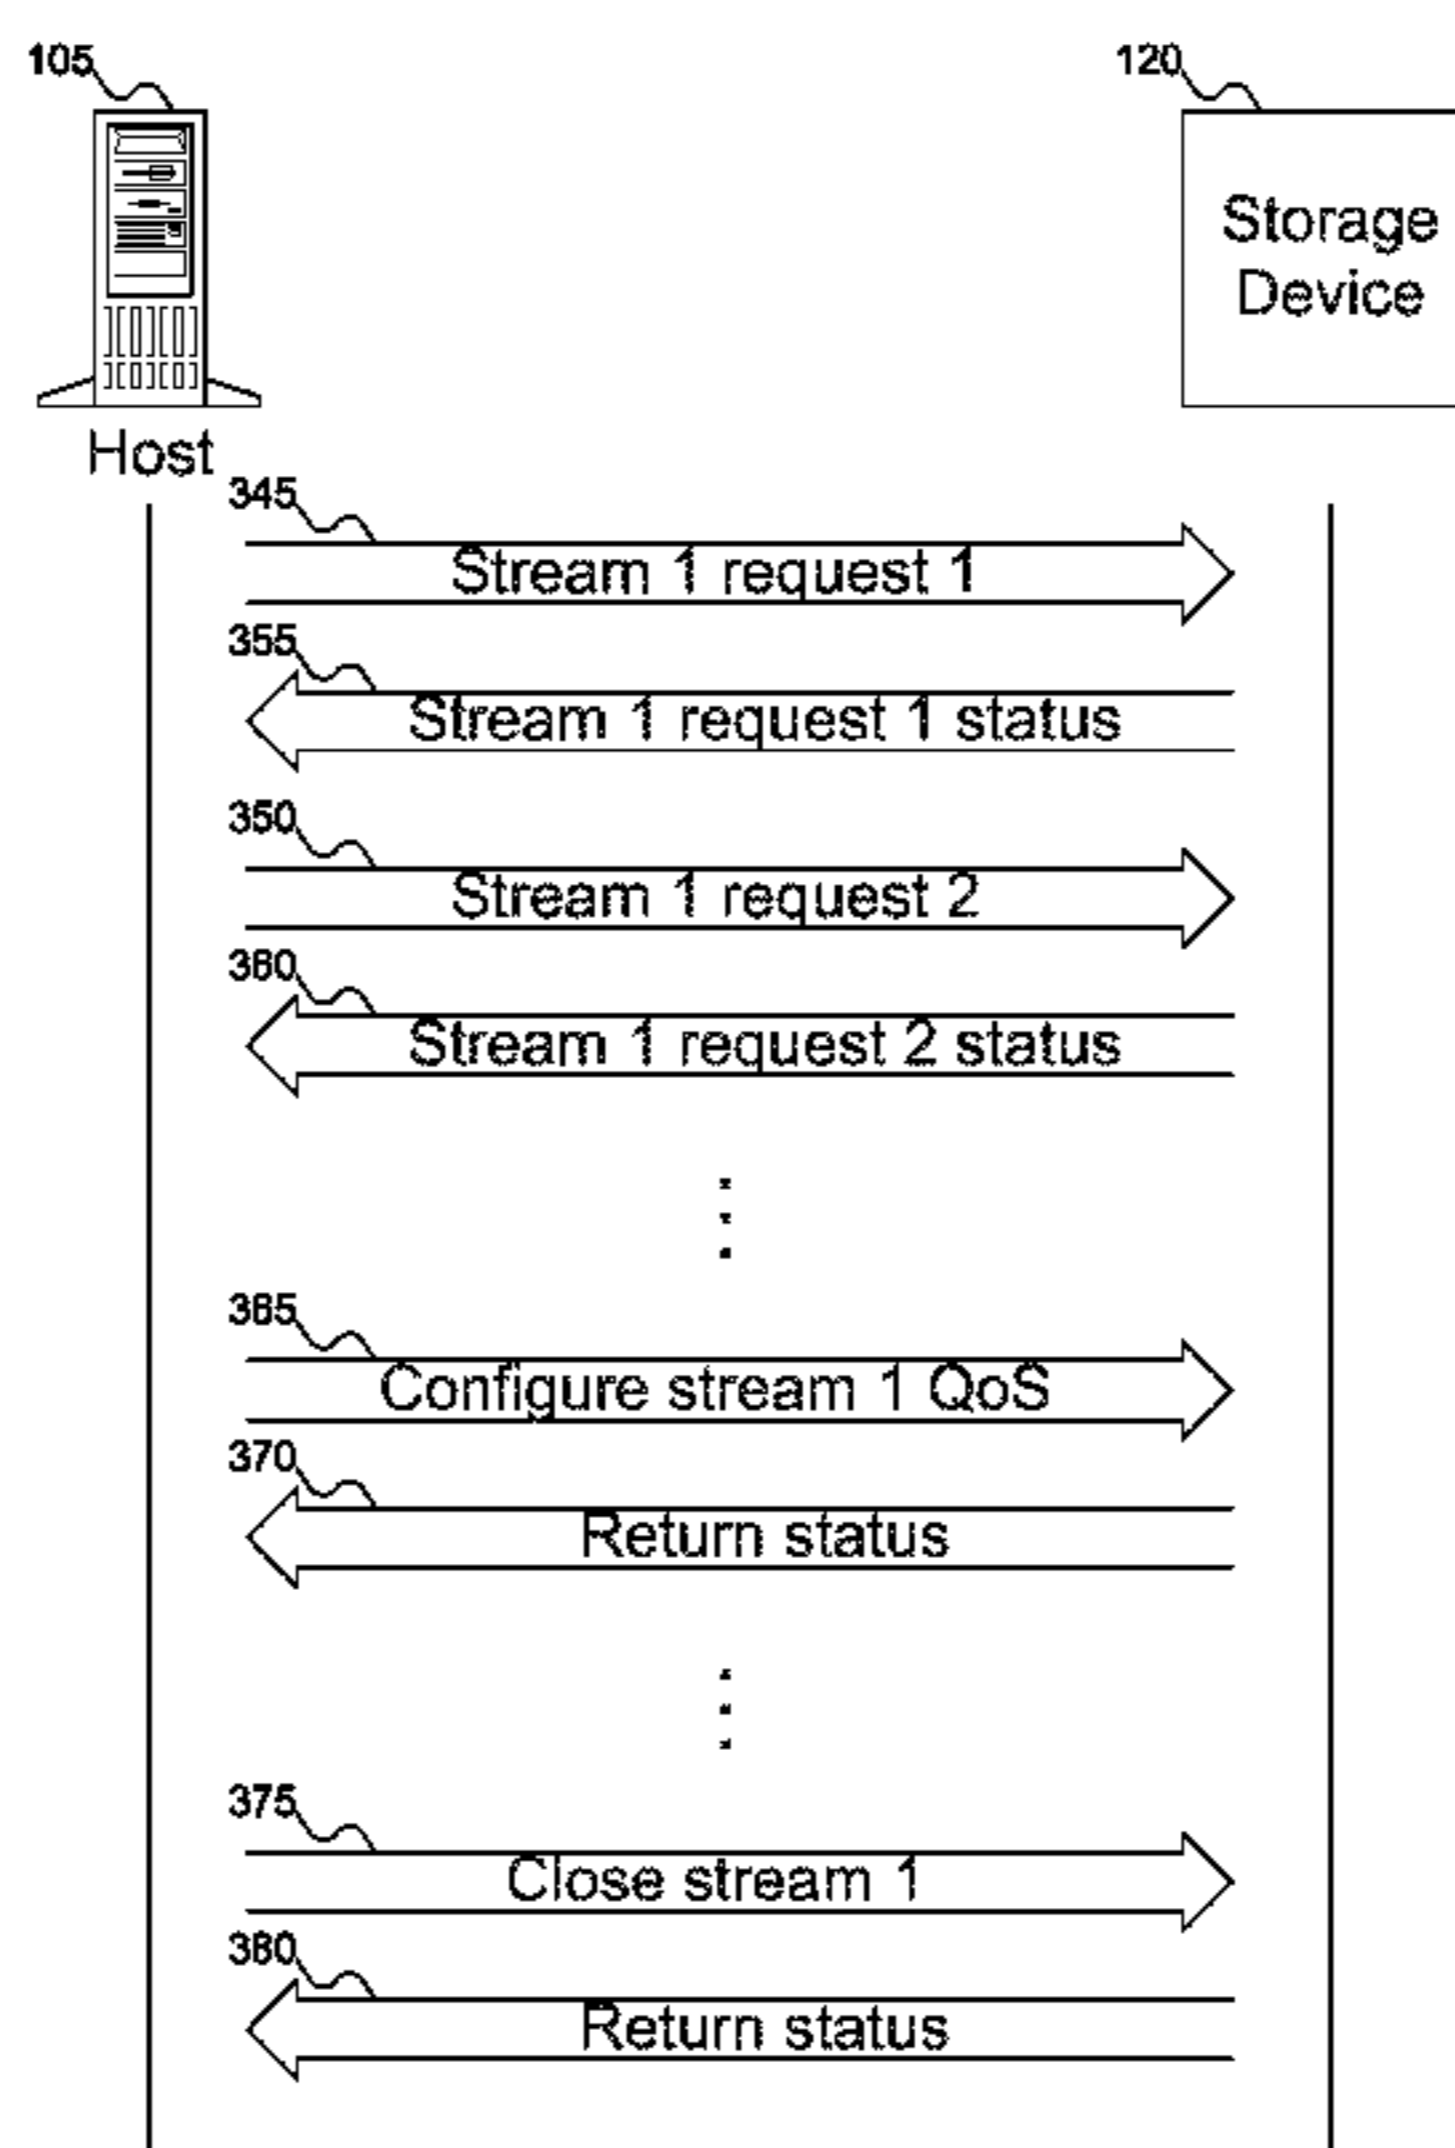 105
120
Storage
Device
Host
345
Stream 1 request 1
355
Stream 1 request 1 status
350
Stream 1 request 2
360
Stream 1 request 2 status
365
Configure stream 1 QoS
370
Return status
375
Close stream 1
380
Return status